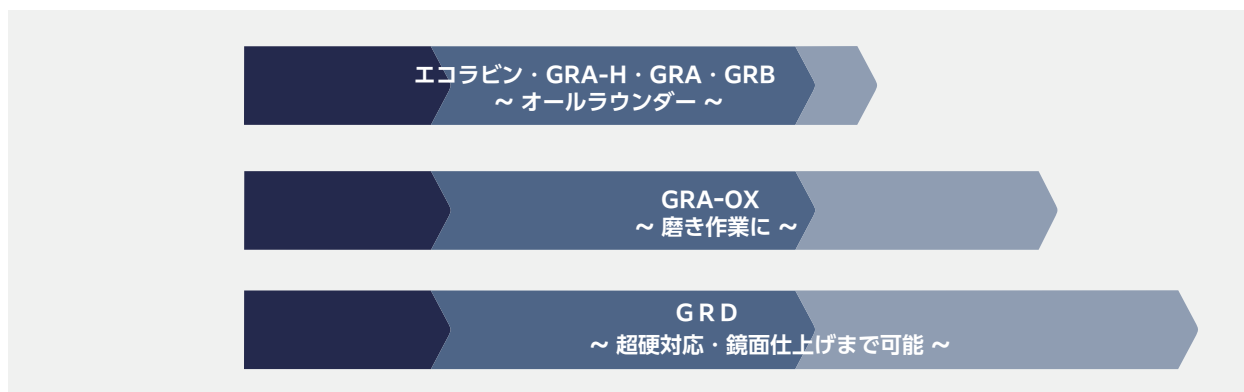 エコラビン・GRA-H・GRA・GRB
～ オールラウンダー ～
GRA-OX
～ 磨き作業に ～
GRD
～ 超硬対応・鏡面仕上げまで可能 ～